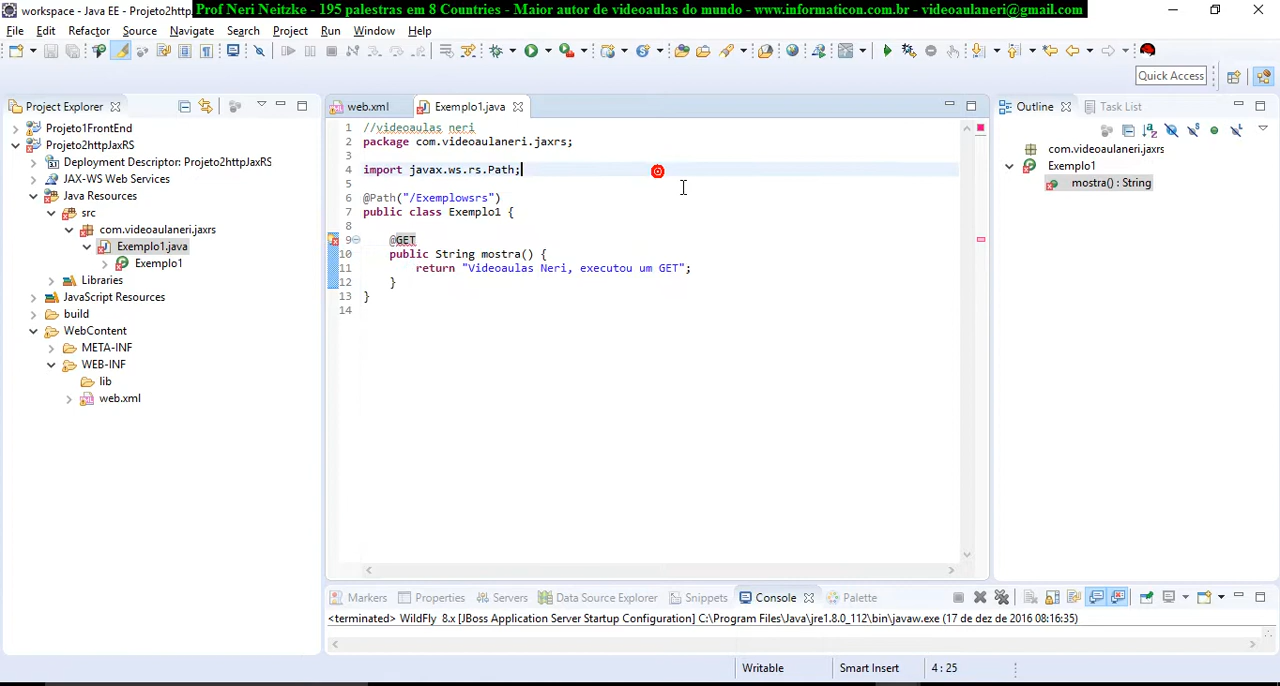 workspace - Java EE - Projeto2http
Prof Neri Neitzke - 195 palestras em 8 Countries - Maior autor de videoaulas do mundo - www.informaticon.com.br - videoaulaneri@gmail.com
File Edit Refactor Source Navigate Search Project Run Window Help
Quick Access
Project Explorer
Projeto1FrontEnd
Projeto2httpJaxRS
Deployment Descriptor: Projeto2httpJaxRS
JAX-WS Web Services
Java Resources
src
com.videoaulaneri.jaxrs
Exemplo1.java
Exemplo1
Libraries
JavaScript Resources
build
WebContent
META-INF
WEB-INF
lib
web.xml
web.xml Exemplo1.java
1 //videoaulas neri
2 package com.videoaulaneri.jaxrs;
3
4 import javax.ws.rs.Path;
5
6 @Path("/Exemplowsrs")
7 public class Exemplo1 {
8
9 @GET
10 public String mostra() {
11 return "Videoaulas Neri, executou um GET";
12 }
13 }
14
Outline Task List
com.videoaulaneri.jaxrs
Exemplo1
mostra() : String
Markers Properties Servers Data Source Explorer Snippets Console Palette
<terminated> WildFly 8.x [JBoss Application Server Startup Configuration] C:\Program Files\Java\jre1.8.0_112\bin\javaw.exe (17 de dez de 2016 08:16:35)
Writable Smart Insert 4:25